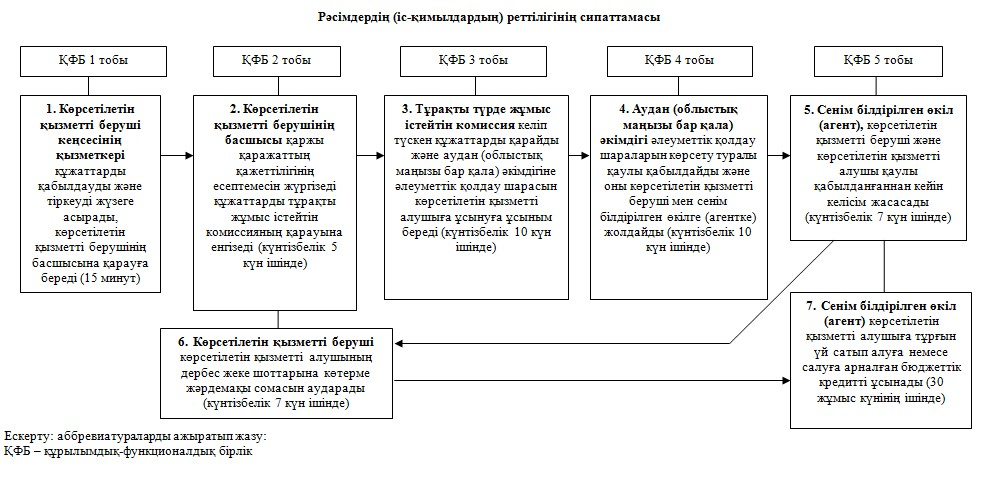 Рәсімдердің (іс-қимылдардың) реттілігінің сипаттамасы
ҚФБ 1 тобы
ҚФБ 2 тобы
ҚФБ 3 тобы
ҚФБ 4 тобы
ҚФБ 5 тобы
1. Көрсетілетін
қызметті беруші
кеңсесінің
қызметкері
құжаттарды
қабылдауды және
тіркеуді жүзеге
асырады,
көрсетілетін
қызметті берушінің
басшысына қарауға
береді (15 минут)
2. Көрсетілетін
қызметті берушінің
басшысы қаржы
қаражаттың
қажеттілігінің
есептемесін жүргізеді
құжаттарды тұрақты
жұмыс істейтін
комиссияның қарауына
енгізеді (күнтізбелік 5
күн ішінде)
3. Тұрақты түрде жұмыс
істейтін комиссия келіп
түскен құжаттарды қарайды
және аудан (облыстық
маңызы бар қала) әкімдігіне
әлеуметтік қолдау шарасын
көрсетілетін қызметті
алушыға ұсынуға ұсыным
береді (күнтізбелік 10 күн
ішінде)
4. Аудан (облыстық
маңызы бар қала)
әкімдігі әлеуметтік қолдау
шараларын көрсету туралы
қаулы қабылдайды және
оны көрсетілетін қызметті
беруші мен сенім
білдірілген өкілге (агентке)
жолдайды (күнтізбелік 10
күн ішінде)
5. Сенім білдірілген өкіл
(агент), көрсетілетін
қызметті беруші және
көрсетілетін қызметті
алушы қаулы
қабылданғаннан кейін
келісім жасасады
(күнтізбелік 7 күн ішінде)
6. Көрсетілетін қызметті беруші
көрсетілетін қызметті алушының
дербес жеке шоттарына көтерме
жәрдемақы сомасын аударады
(күнтізбелік 7 күн ішінде)
7. Сенім білдірілген өкіл
(агент) көрсетілетін
қызметті алушыға тұрғын
үй сатып алуға немесе
салуға арналған бюджеттік
кредитті ұсынады (30
жұмыс күнінің ішінде)
Ескерту: аббревиатураларды ажыратып жазу:
ҚФБ – құрылымдық-функционалдық бірлік